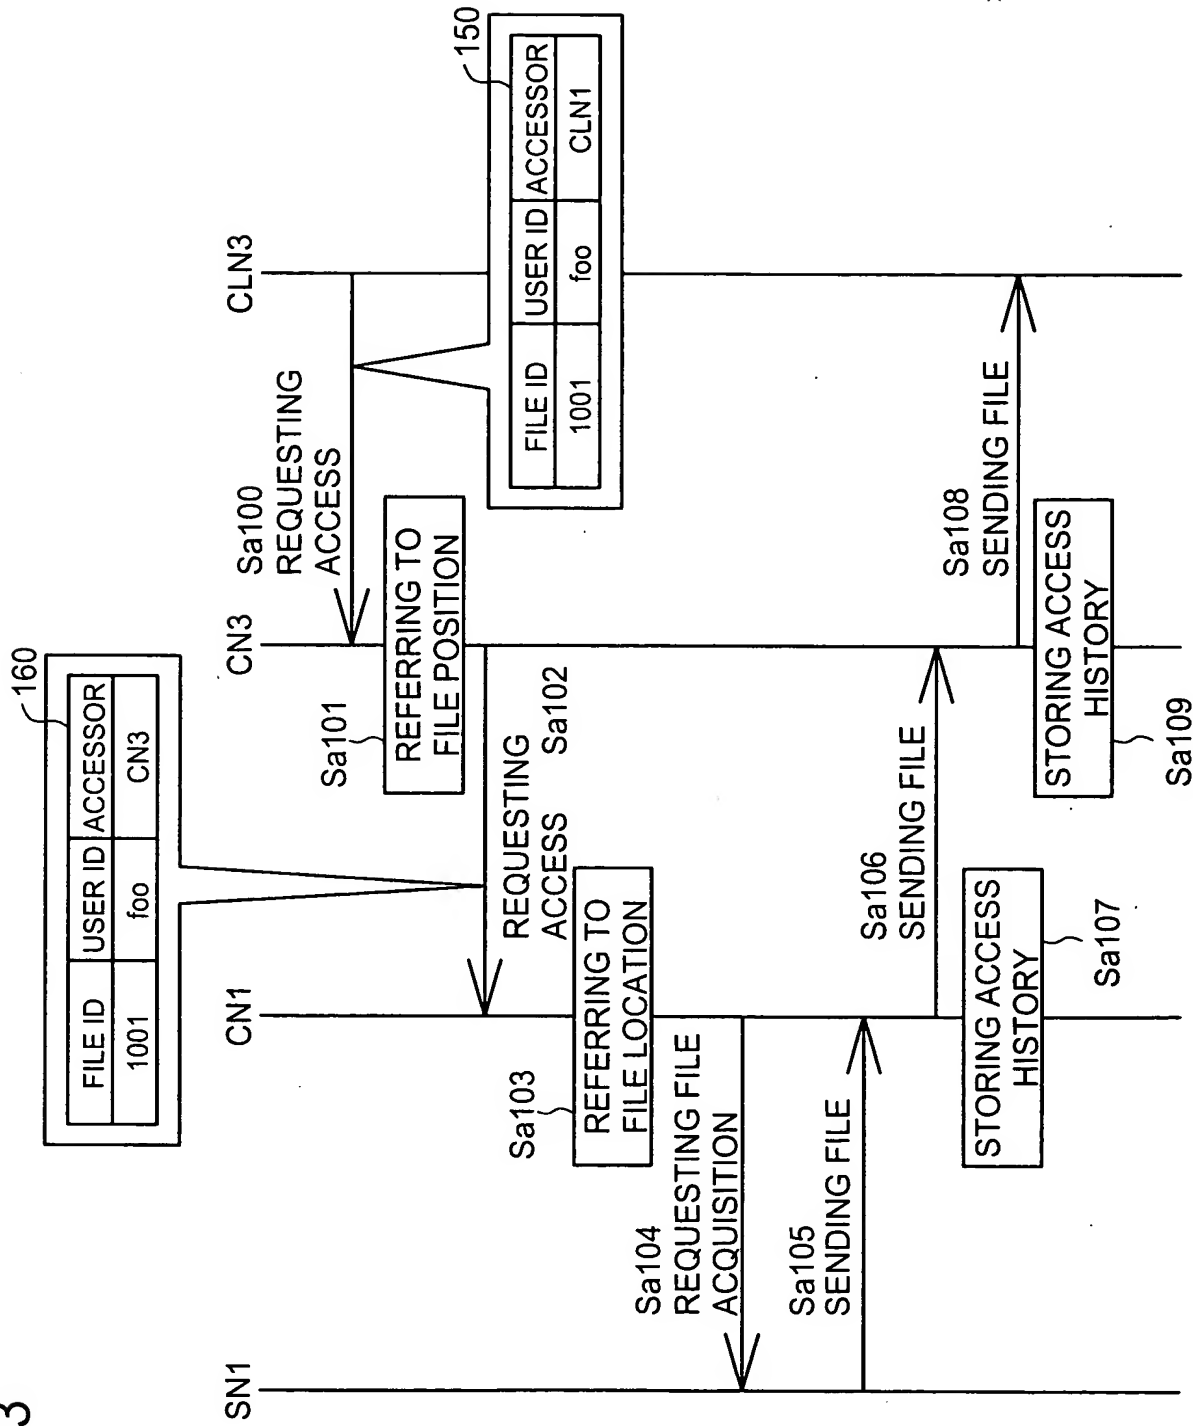 3
SN1
CN1
CN3
CLN3
160
FILE ID USER ID ACCESSOR
1001 foo CN3
Sa100
REQUESTING
ACCESS
150
FILE ID USER ID ACCESSOR
1001 foo CLN1
Sa101
REFERRING TO
FILE POSITION
REQUESTING
ACCESS Sa102
Sa103
REFERRING TO
FILE LOCATION
Sa104
REQUESTING FILE
ACQUISITION
Sa105
SENDING FILE
Sa106
SENDING FILE
STORING ACCESS
HISTORY
Sa107
Sa108
SENDING FILE
STORING ACCESS
HISTORY
Sa109